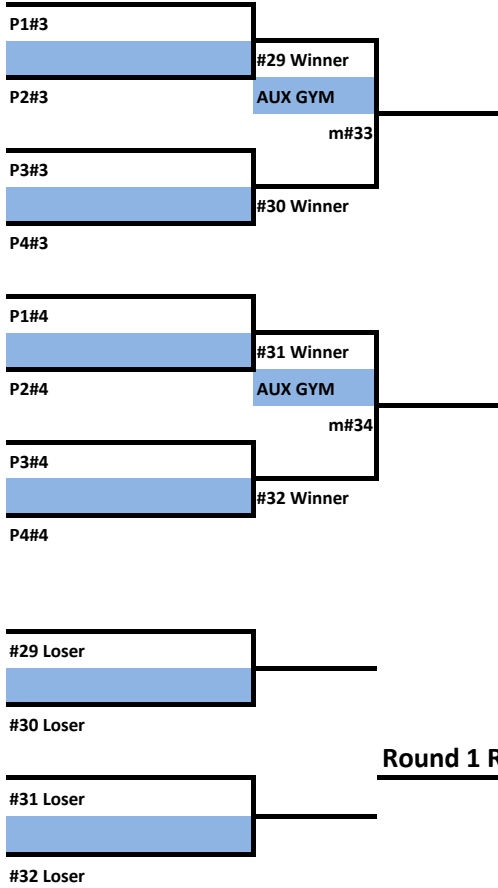 P1#3
#29 Winner
P2#3
AUX GYM
m#33
P3#3
#30 Winner
P4#3
P1#4
#31 Winner
P2#4
AUX GYM
m#34
P3#4
#32 Winner
P4#4
#29 Loser
#30 Loser
Round 1 R
#31 Loser
#32 Loser